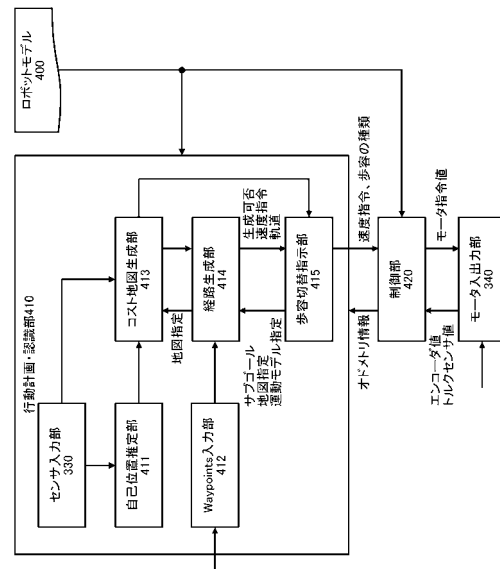 ロボットモデル
400
行動計画・認識部410
センサ入力部
330
自己位置推定部
411
Waypoints入力部
412
コスト地図生成部
413
地図指定
経路生成部
414
サブゴール
地図指定
運動モデル指定
生成可否
速度指令
軌道
歩容切替指示部
415
速度指令、歩容の種類
オドメトリ情報
制御部
420
モータ指令値
エンコーダ値
トルクセンサ値
モータ入出力部
340